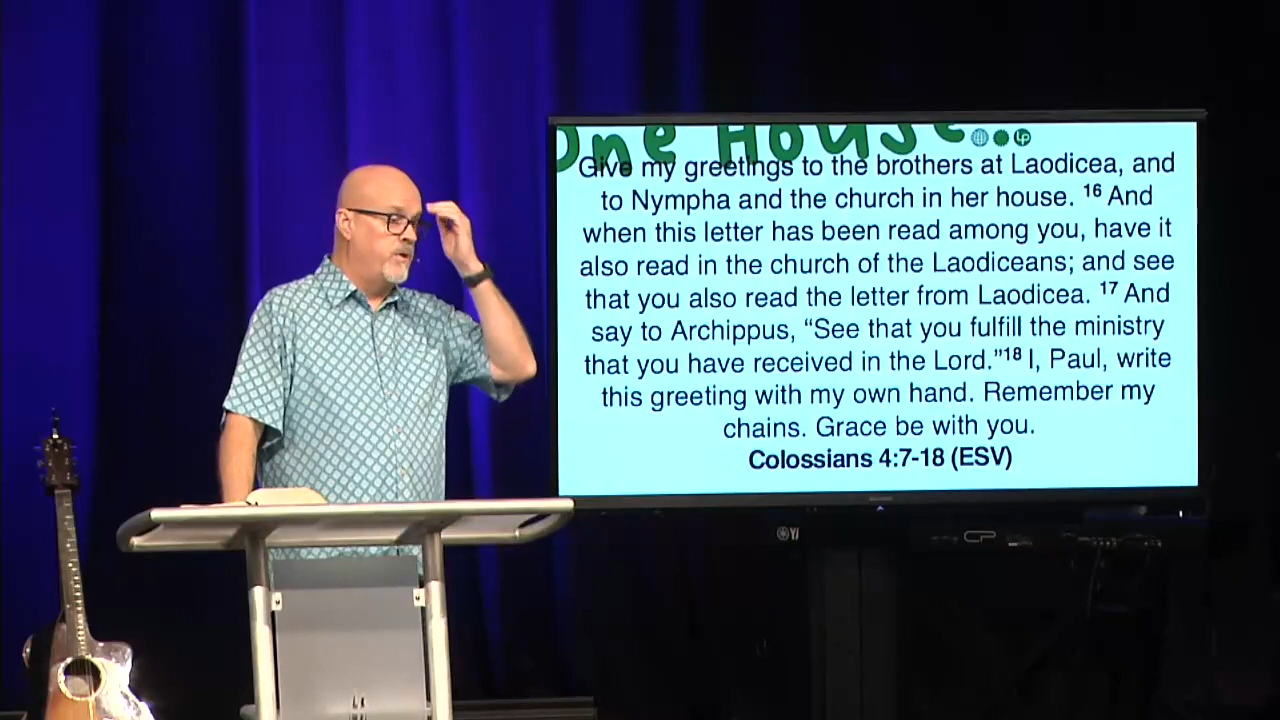 One House
LP
Give my greetings to the brothers at Laodicea, and
to Nympha and the church in her house. 16 And
when this letter has been read among you, have it
also read in the church of the Laodiceans; and see
that you also read the letter from Laodicea. 17 And
say to Archippus, “See that you fulfill the ministry
that you have received in the Lord.”18 I, Paul, write
this greeting with my own hand. Remember my
chains. Grace be with you.
Colossians 4:7-18 (ESV)